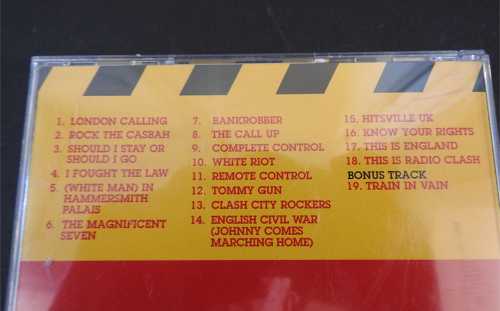 1. LONDON CALLING
2. ROCK THE CASBAH
3. SHOULD I STAY OR
SHOULD I GO
4. I FOUGHT THE LAW
5. (WHITE MAN) IN
HAMMERSMITH
PALAIS
6. THE MAGNIFICENT
SEVEN
7. BANKROBBER
8. THE CALL UP
9. COMPLETE CONTROL
10. WHITE RIOT
11. REMOTE CONTROL
12. TOMMY GUN
13. CLASH CITY ROCKERS
14. ENGLISH CIVIL WAR
(JOHNNY COMES
MARCHING HOME)
15. HITSVILLE UK
16. KNOW YOUR RIGHTS
17. THIS IS ENGLAND
18. THIS IS RADIO CLASH
BONUS TRACK
19. TRAIN IN VAIN